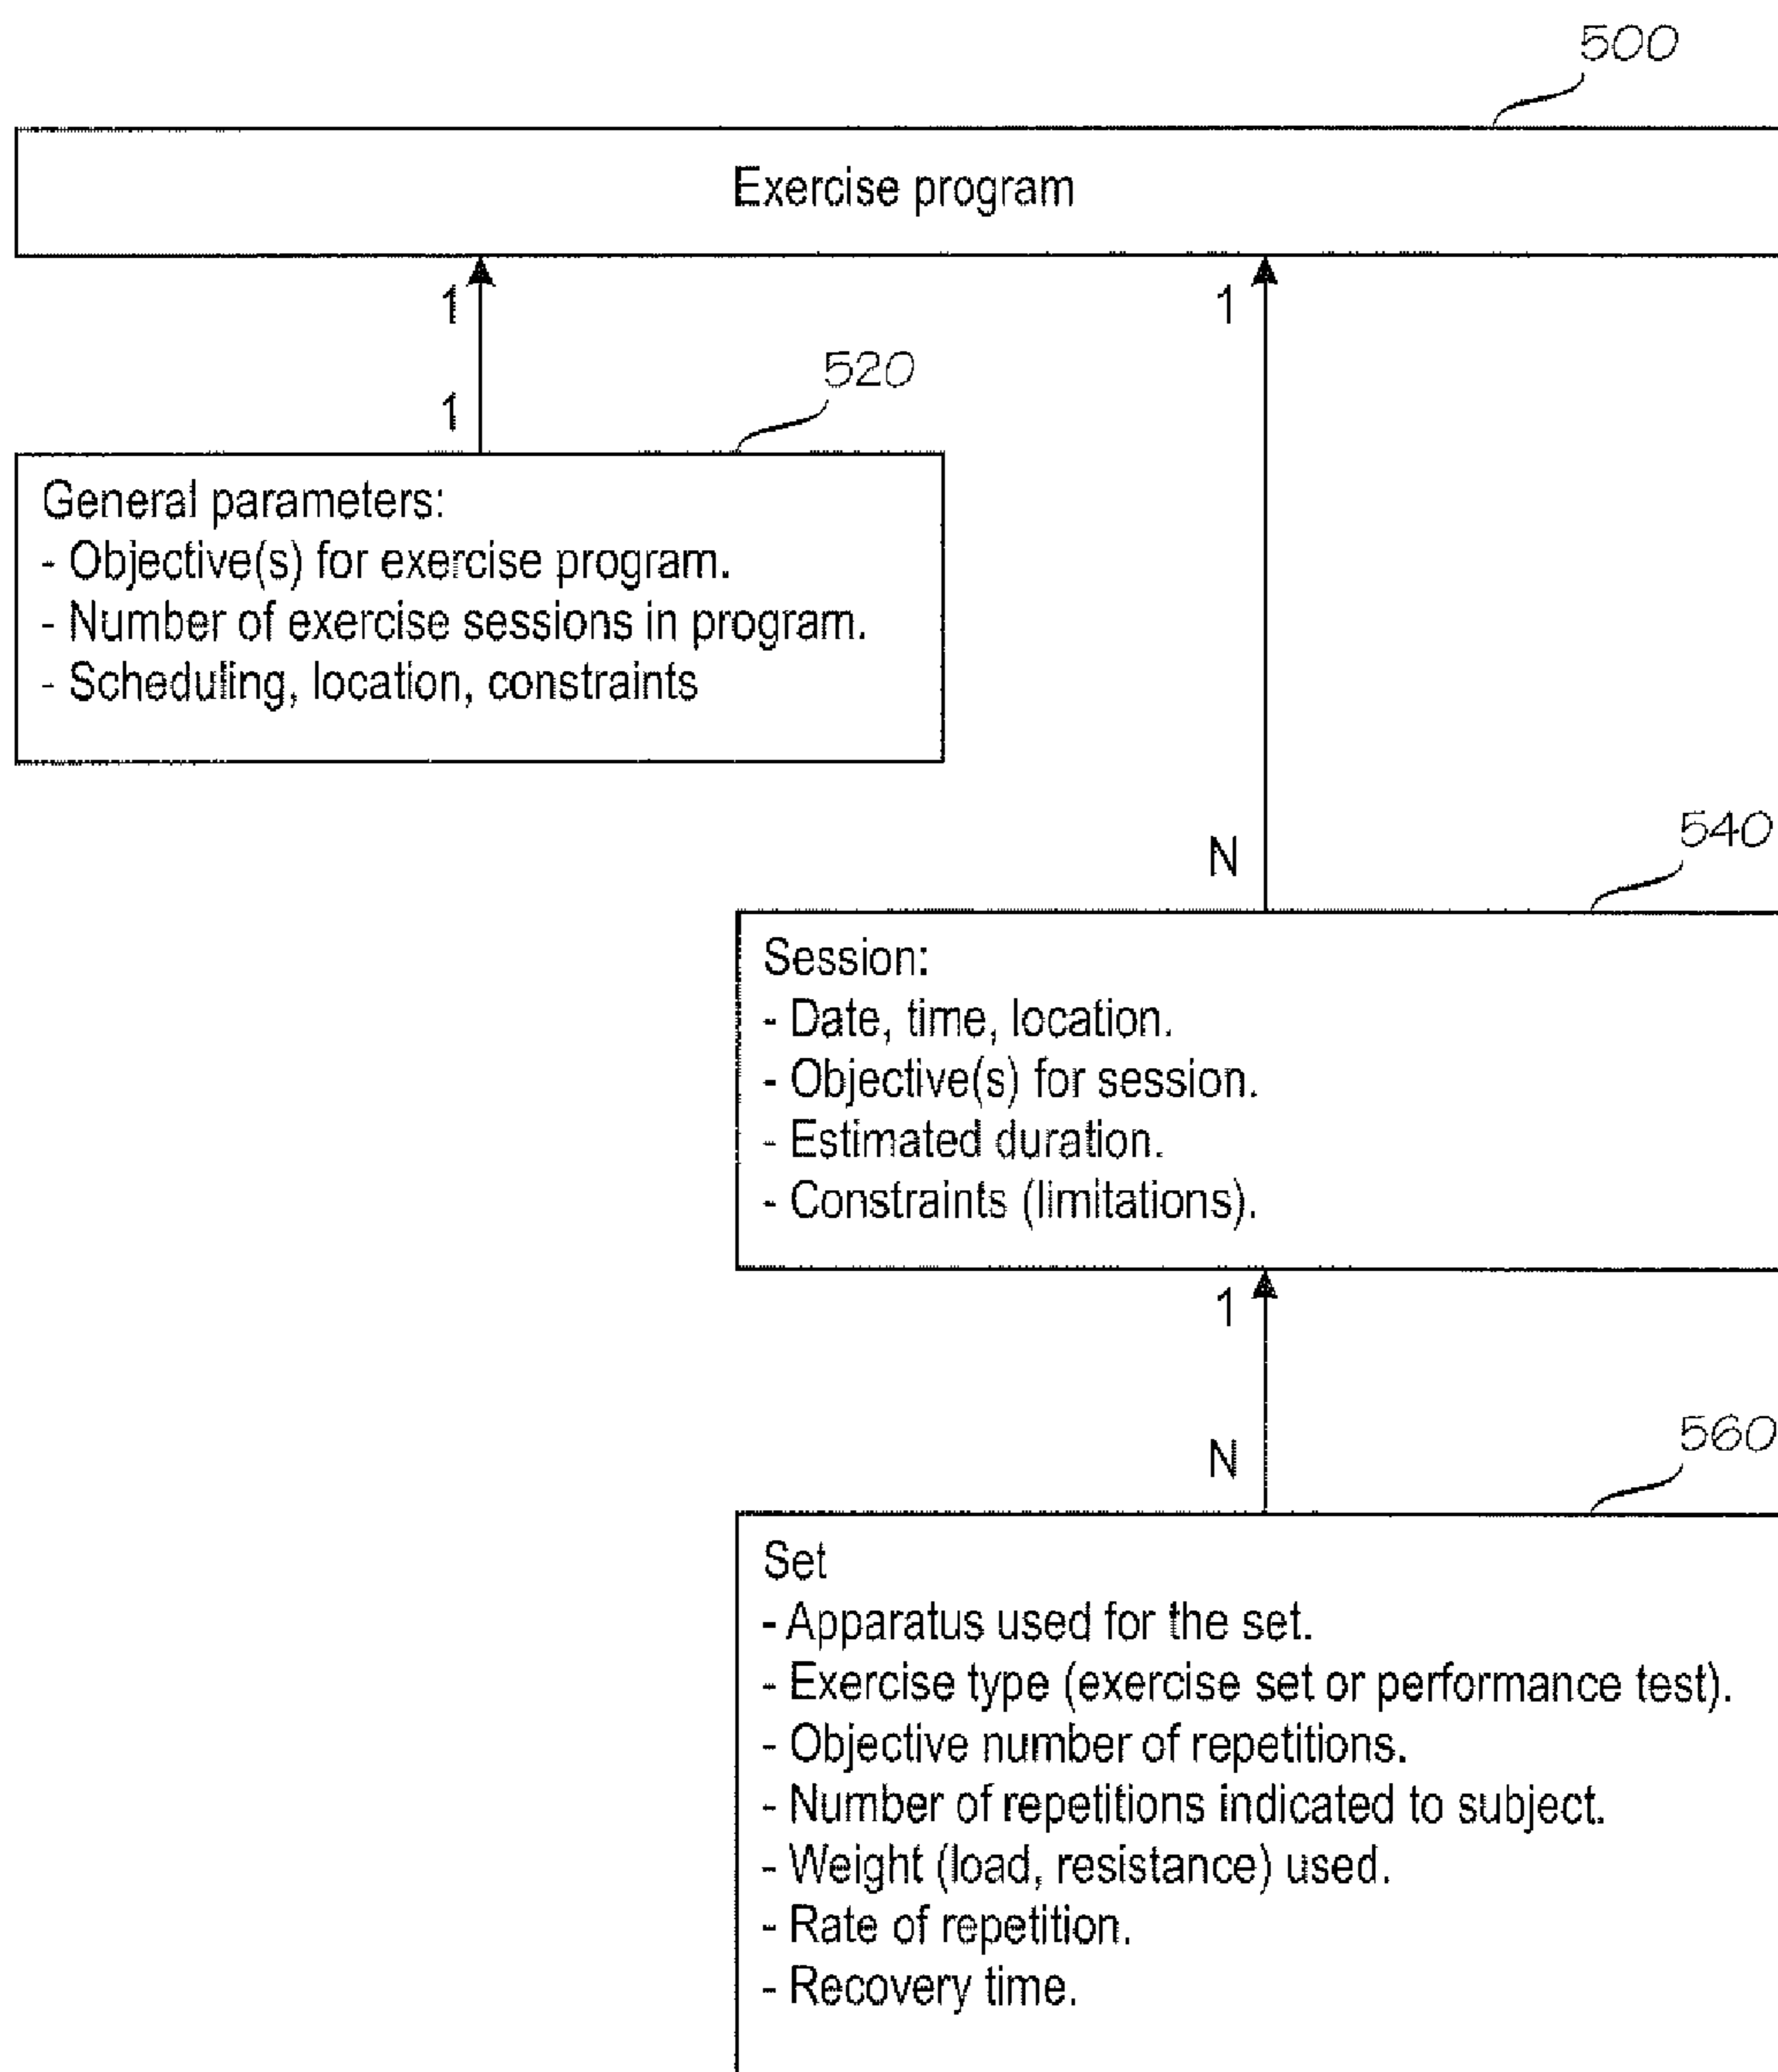 500
Exercise program
1
1
520
1
General parameters:
- Objective(s) for exercise program.
- Number of exercise sessions in program.
- Scheduling, location, constraints
N
540
Session:
- Date, time, location.
- Objective(s) for session.
- Estimated duration.
- Constraints (limitations).
1
N
560
Set
- Apparatus used for the set.
- Exercise type (exercise set or performance test).
- Objective number of repetitions.
- Number of repetitions indicated to subject.
- Weight (load, resistance) used.
- Rate of repetition.
- Recovery time.